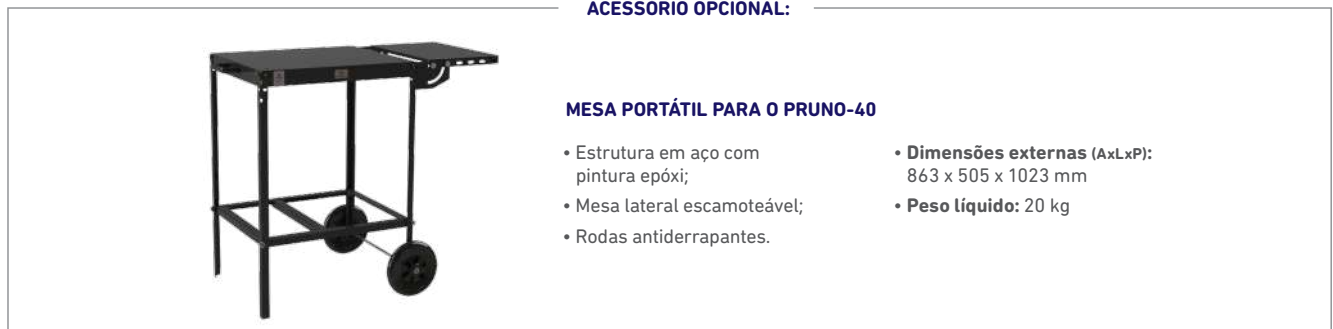 ACESSÓRIO OPCIONAL:
MESA PORTÁTIL PARA O PRUNO-40
• Estrutura em aço com
pintura epóxi;
• Mesa lateral escamoteável;
• Rodas antiderrapantes.
• Dimensões externas (AxLxP):
863 x 505 x 1023 mm
• Peso líquido: 20 kg